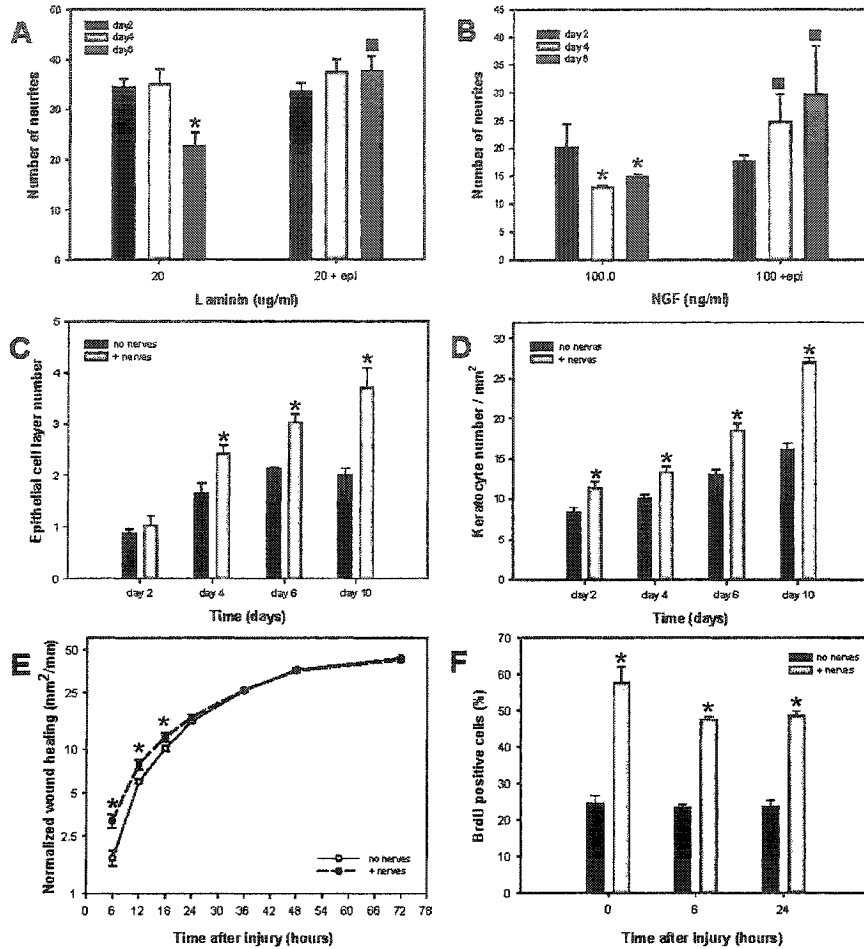 A
Number of neurites
50
40
30
20
10
0
day2
day4
day6
*
20
20 + epi
Laminin (ug/ml)
B
Number of neurites
45
40
35
30
25
20
15
10
5
0
day 2
day 4
day 6
*
*
100.0
100 +epi
NGF (ng/ml)
C
Epithelial cell layer number
5
4
3
2
1
0
no nerves
+ nerves
*
*
*
day 2
day 4
day 6
day 10
Time (days)
D
Keratocyte number / mm²
30
25
20
15
10
5
0
no nerves
+ nerves
*
*
*
*
day 2
day 4
day 6
day 10
Time (days)
E
Normalized wound healing (mm²/mm)
50
25
10
5
2.5
1
*
*
*
no nerves
+ nerves
0 6 12 18 24 30 36 42 48 54 60 66 72 78
Time after injury (hours)
F
BrdU positive cells (%)
70
60
50
40
30
20
10
0
no nerves
+ nerves
*
*
*
0
6
24
Time after injury (hours)